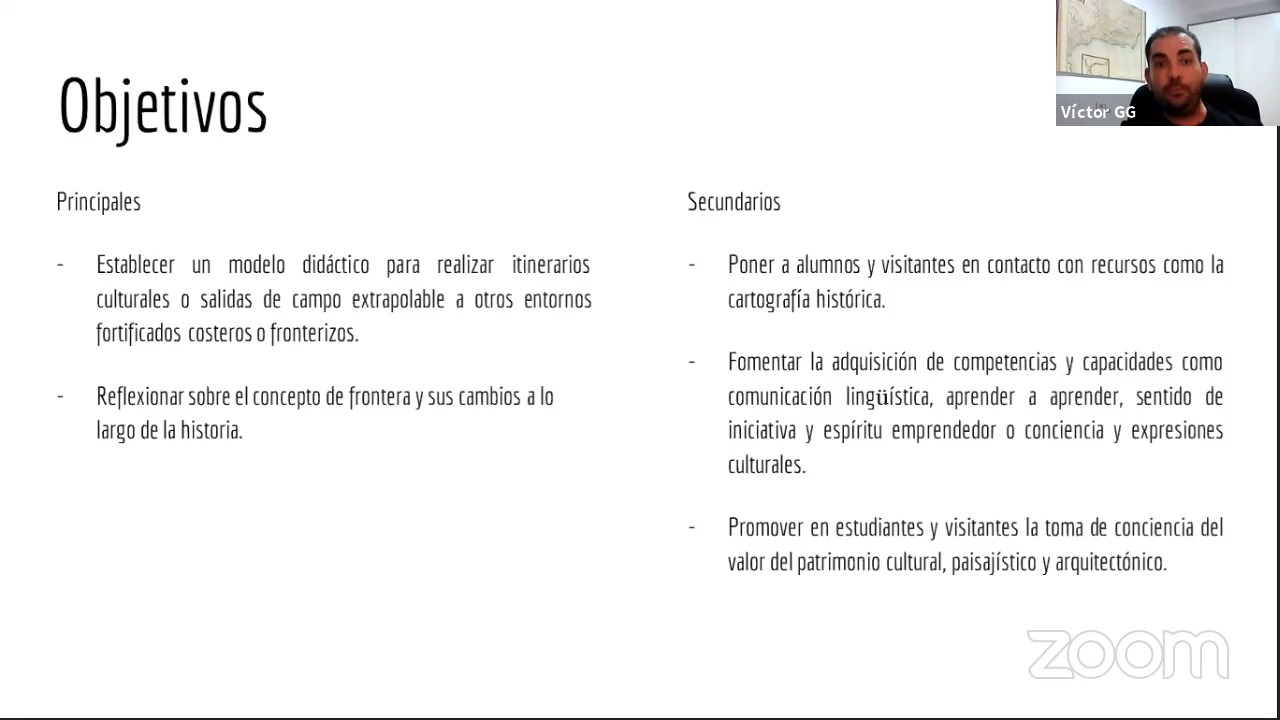 Objetivos
Principales
- Establecer un modelo didáctico para realizar itinerarios
culturales o salidas de campo extrapolable a otros entornos
fortificados costeros o fronterizos.
- Reflexionar sobre el concepto de frontera y sus cambios a lo
largo de la historia.
Secundarios
- Poner a alumnos y visitantes en contacto con recursos como la
cartografía histórica.
- Fomentar la adquisición de competencias y capacidades como
comunicación lingüística, aprender a aprender, sentido de
iniciativa y espíritu emprendedor o conciencia y expresiones
culturales.
- Promover en estudiantes y visitantes la toma de conciencia del
valor del patrimonio cultural, paisajístico y arquitectónico.
Víctor GG
zoom